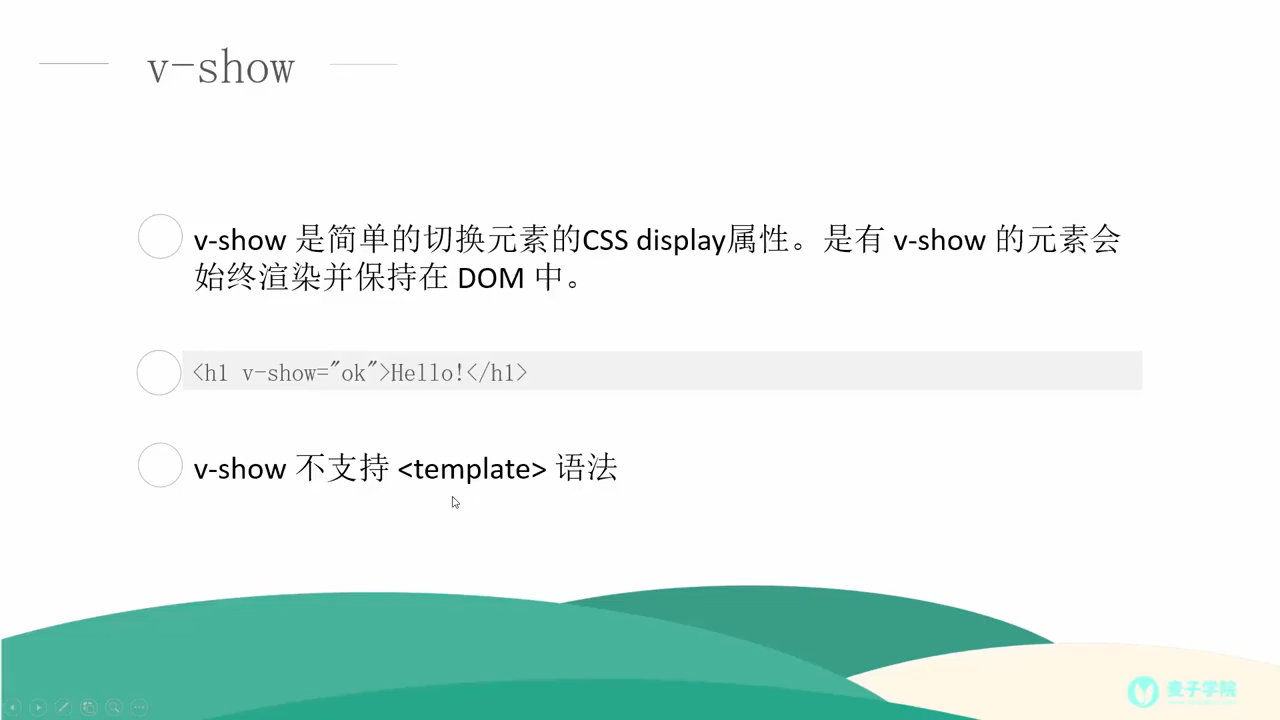 v-show
v-show 是简单的切换元素的CSS display属性。是有 v-show 的元素会
始终渲染并保持在 DOM 中。
<h1 v-show="ok">Hello!</h1>
v-show 不支持 <template> 语法
麦子学院